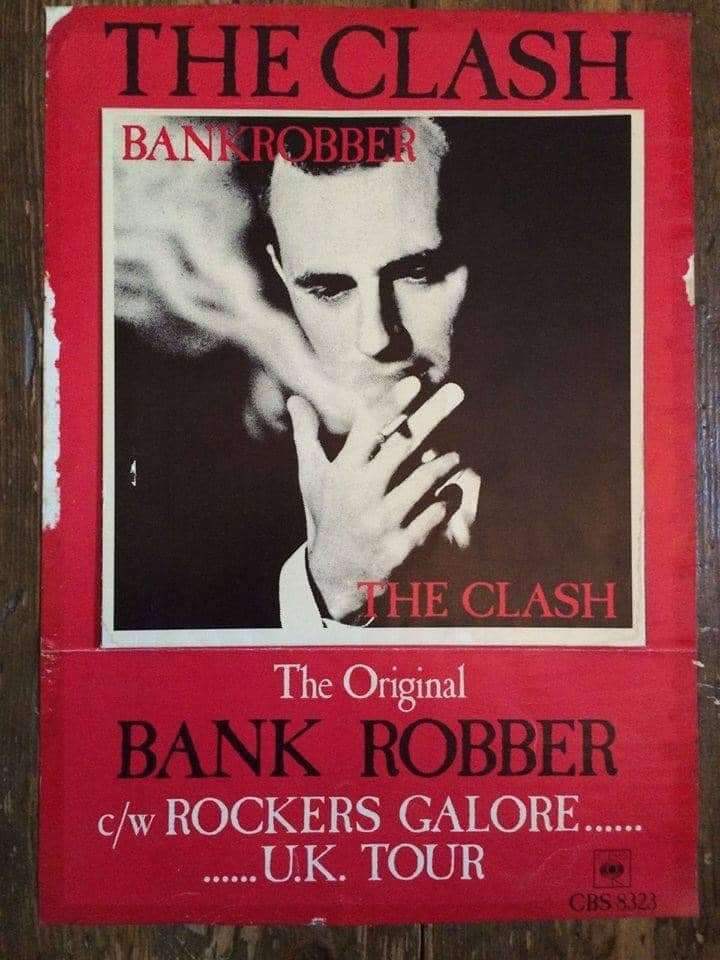 THE CLASH
BANKROBBER
THE CLASH
The Original
BANK ROBBER
c/w ROCKERS GALORE......
......U.K. TOUR
CBS 8323